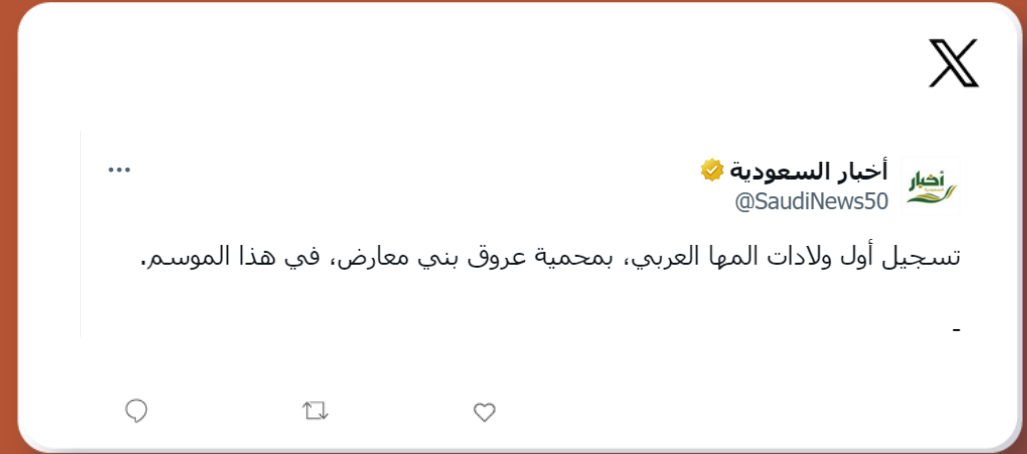 أخبار السعودية
@SaudiNews50
تسجيل أول ولادات المها العربي، بمحمية عروق بني معارض، في هذا الموسم.
-